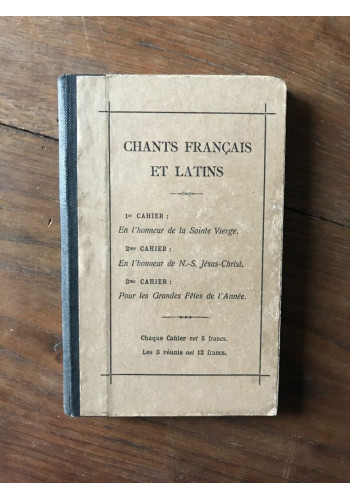 CHANTS FRANÇAIS
ET LATINS
1er CAHIER :
En l'honneur de la Sainte Vierge.
2me CAHIER :
En l'honneur de N.-S. Jésus-Christ.
3me CAHIER :
Pour les Grandes Fêtes de l'Année.
Chaque Cahier net 5 francs.
Les 3 réunis net 12 francs.